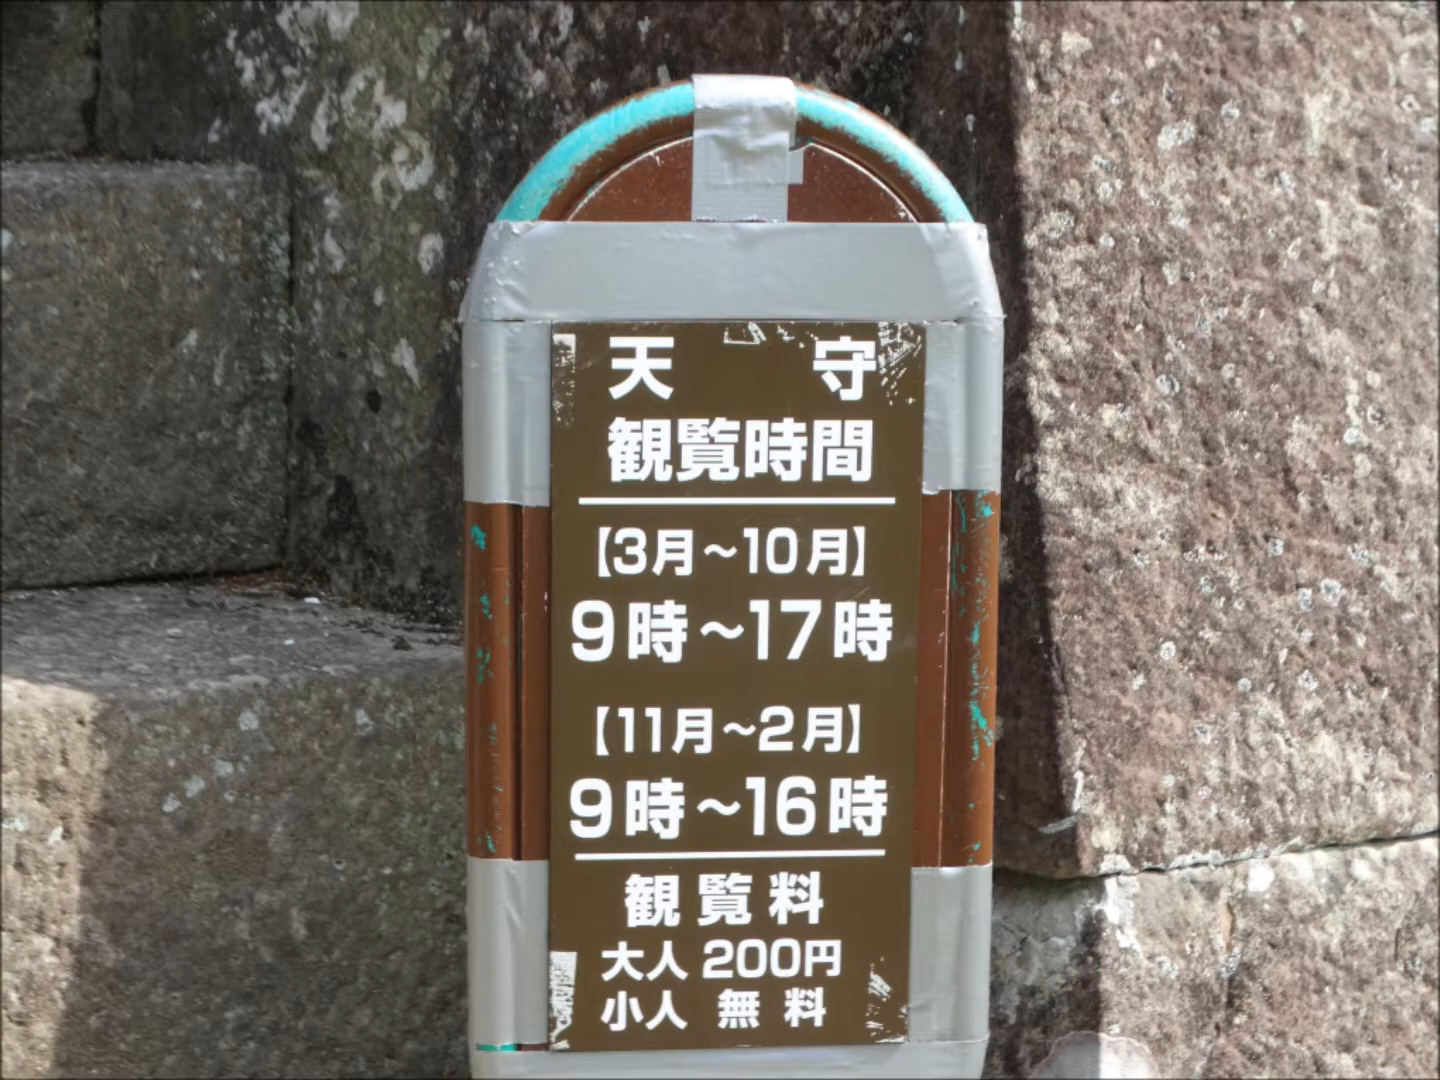 天　守
観覧時間
【3月～10月】
9時～17時
【11月～2月】
9時～16時
観覧料
大人 200円
小人 無料